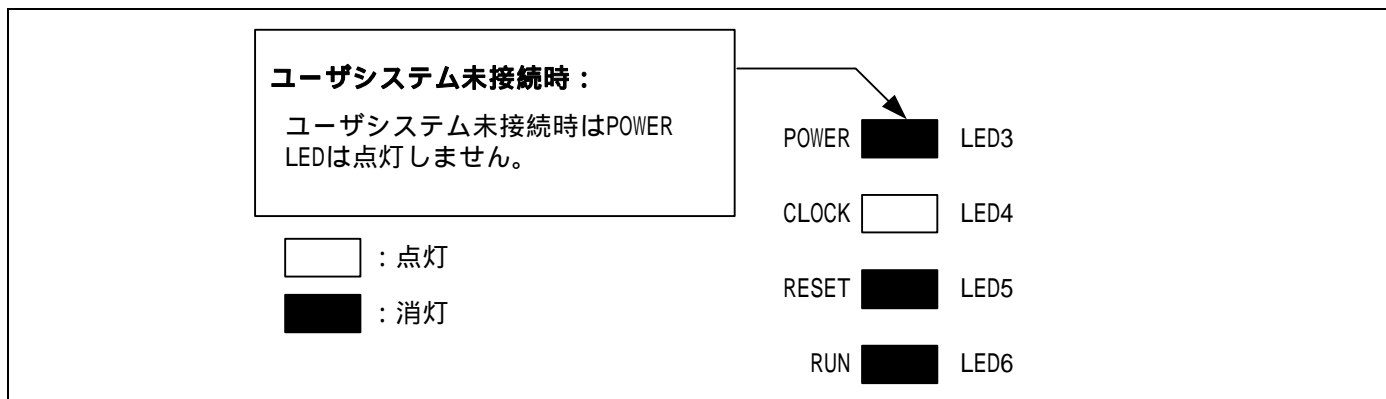 ユーザシステム未接続時：
ユーザシステム未接続時はPOWER
LEDは点灯しません。
：点灯
：消灯
POWER LED3
CLOCK LED4
RESET LED5
RUN LED6